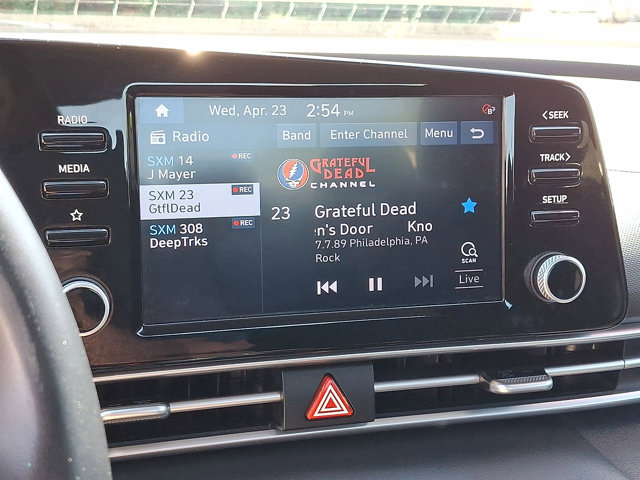 Wed, Apr. 23 2:54 PM
RADIO
MEDIA
Radio Band Enter Channel Menu
SXM 14 REC
J Mayer
SXM 23 REC
GtflDead
SXM 308 REC
DeepTrks
GRATEFUL
DEAD
CHANNEL
23 Grateful Dead
n's Door Kno
7.7.89 Philadelphia, PA
Rock
SCAN
Live
SEEK
TRACK
SETUP